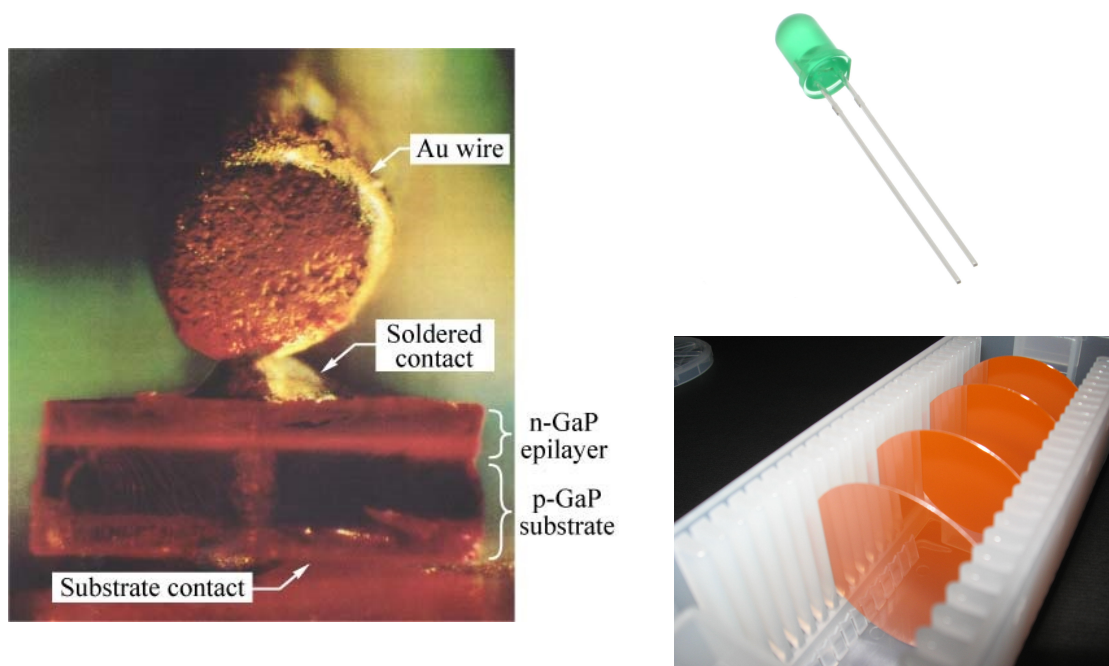 Au wire
Soldered
contact
n-GaP
epilayer
p-GaP
substrate
Substrate contact